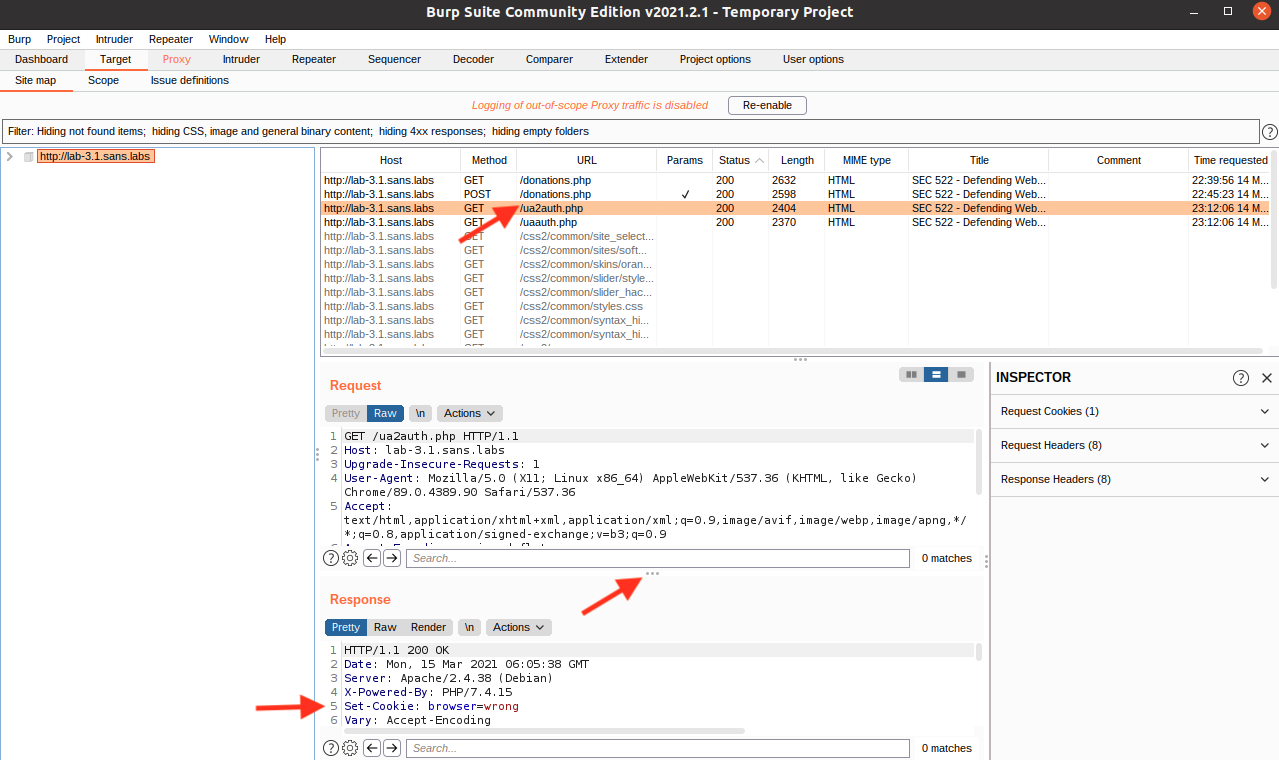 Burp Suite Community Edition v2021.2.1 - Temporary Project
Burp Project Intruder Repeater Window Help
Dashboard Target Proxy Intruder Repeater Sequencer Decoder Comparer Extender Project options User options
Site map Scope Issue definitions
Logging of out-of-scope Proxy traffic is disabled Re-enable
Filter: Hiding not found items; hiding CSS, image and general binary content; hiding 4xx responses; hiding empty folders ?
http://lab-3.1.sans.labs
Host Method URL Params Status Length MIME type Title Comment Time requested
http://lab-3.1.sans.labs GET /donations.php 200 2632 HTML SEC 522 - Defending Web... 22:39:56 14 M...
http://lab-3.1.sans.labs POST /donations.php ✓ 200 2598 HTML SEC 522 - Defending Web... 22:45:23 14 M...
http://lab-3.1.sans.labs GET /ua2auth.php 200 2404 HTML SEC 522 - Defending Web... 23:12:06 14 M...
http://lab-3.1.sans.labs GET /uaauth.php 200 2370 HTML SEC 522 - Defending Web... 23:12:06 14 M...
http://lab-3.1.sans.labs GET /css2/common/site_select...
http://lab-3.1.sans.labs GET /css2/common/sites/soft...
http://lab-3.1.sans.labs GET /css2/common/skins/oran...
http://lab-3.1.sans.labs GET /css2/common/slider/style...
http://lab-3.1.sans.labs GET /css2/common/slider_hac...
http://lab-3.1.sans.labs GET /css2/common/styles.css
http://lab-3.1.sans.labs GET /css2/common/syntax_hi...
http://lab-3.1.sans.labs GET /css2/common/syntax_hi...
Request
Pretty Raw \n Actions
1 GET /ua2auth.php HTTP/1.1
2 Host: lab-3.1.sans.labs
3 Upgrade-Insecure-Requests: 1
4 User-Agent: Mozilla/5.0 (X11; Linux x86_64) AppleWebKit/537.36 (KHTML, like Gecko)
Chrome/89.0.4389.90 Safari/537.36
5 Accept:
text/html,application/xhtml+xml,application/xml;q=0.9,image/avif,image/webp,image/apng,*/
*;q=0.8,application/signed-exchange;v=b3;q=0.9
? Search... 0 matches
Response
Pretty Raw Render \n Actions
1 HTTP/1.1 200 OK
2 Date: Mon, 15 Mar 2021 06:05:38 GMT
3 Server: Apache/2.4.38 (Debian)
4 X-Powered-By: PHP/7.4.15
5 Set-Cookie: browser=wrong
6 Vary: Accept-Encoding
? Search... 0 matches
INSPECTOR ?
Request Cookies (1)
Request Headers (8)
Response Headers (8)